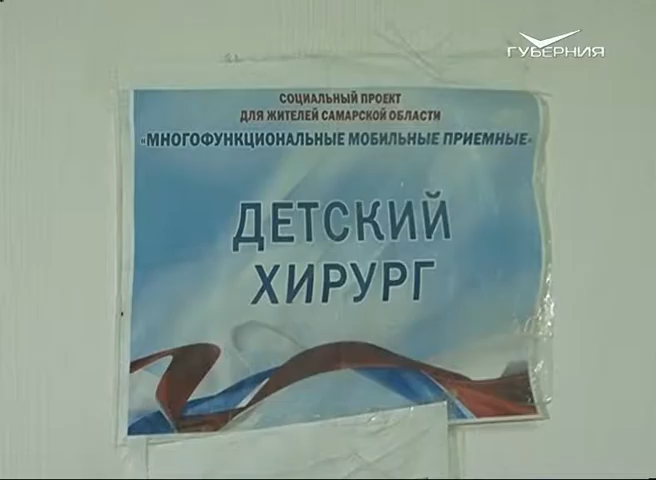 ГУБЕРНИЯ
СОЦИАЛЬНЫЙ ПРОЕКТ
ДЛЯ ЖИТЕЛЕЙ САМАРСКОЙ ОБЛАСТИ
«МНОГОФУНКЦИОНАЛЬНЫЕ МОБИЛЬНЫЕ ПРИЕМНЫЕ»
ДЕТСКИЙ
ХИРУРГ